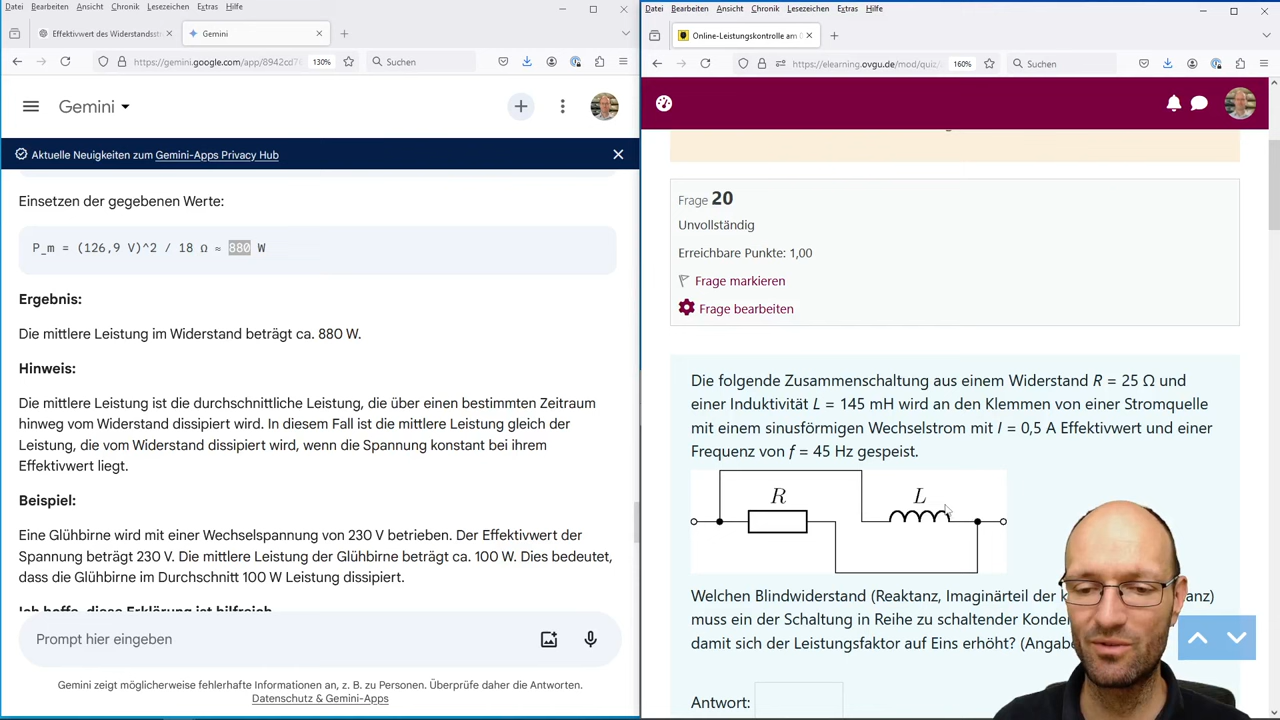 Datei Bearbeiten Ansicht Chronik Lesezeichen Extras Hilfe
Effektivwert des Widerstandsst
Gemini
https://gemini.google.com/app/8942cd7
130%
Suchen
Gemini
Aktuelle Neuigkeiten zum Gemini-Apps Privacy Hub
Einsetzen der gegebenen Werte:
P_m = (126,9 V)^2 / 18 Ω ≈ 880 W
Ergebnis:
Die mittlere Leistung im Widerstand beträgt ca. 880 W.
Hinweis:
Die mittlere Leistung ist die durchschnittliche Leistung, die über einen bestimmten Zeitraum
hinweg vom Widerstand dissipiert wird. In diesem Fall ist die mittlere Leistung gleich der
Leistung, die vom Widerstand dissipiert wird, wenn die Spannung konstant bei ihrem
Effektivwert liegt.
Beispiel:
Eine Glühbirne wird mit einer Wechselspannung von 230 V betrieben. Der Effektivwert der
Spannung beträgt 230 V. Die mittlere Leistung der Glühbirne beträgt ca. 100 W. Dies bedeutet,
dass die Glühbirne im Durchschnitt 100 W Leistung dissipiert.
Ich hoffe, diese Erklärung ist hilfreich
Prompt hier eingeben
Gemini zeigt möglicherweise fehlerhafte Informationen an, z. B. zu Personen. Überprüfe daher die Antworten.
Datenschutz & Gemini-Apps
Datei Bearbeiten Ansicht Chronik Lesezeichen Extras Hilfe
Online-Leistungskontrolle am
https://elearning.ovgu.de/mod/quiz
160%
Suchen
Frage 20
Unvollständig
Erreichbare Punkte: 1,00
Frage markieren
Frage bearbeiten
Die folgende Zusammenschaltung aus einem Widerstand R = 25 Ω und
einer Induktivität L = 145 mH wird an den Klemmen von einer Stromquelle
mit einem sinusförmigen Wechselstrom mit I = 0,5 A Effektivwert und einer
Frequenz von f = 45 Hz gespeist.
R L
Welchen Blindwiderstand (Reaktanz, Imaginärteil der
muss ein der Schaltung in Reihe zu schaltender
damit sich der Leistungsfaktor auf Eins erhöht?
Antwort: